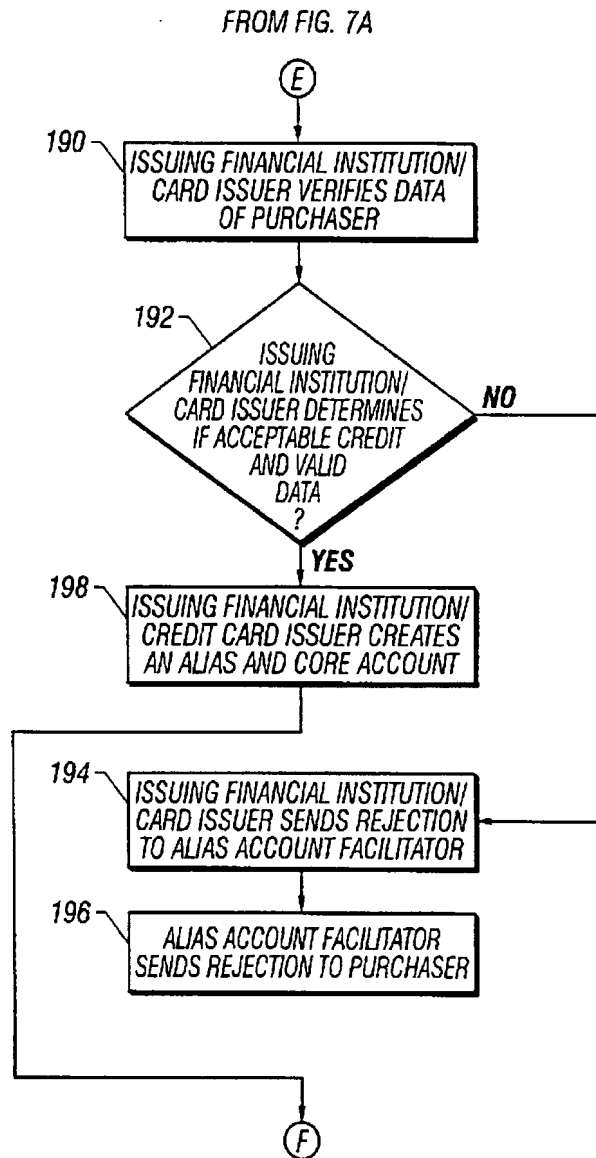 FROM FIG. 7A
E
190
ISSUING FINANCIAL INSTITUTION/
CARD ISSUER VERIFIES DATA
OF PURCHASER
192
ISSUING
FINANCIAL INSTITUTION/
CARD ISSUER DETERMINES
IF ACCEPTABLE CREDIT
AND VALID
DATA
?
NO
YES
198
ISSUING FINANCIAL INSTITUTION/
CREDIT CARD ISSUER CREATES
AN ALIAS AND CORE ACCOUNT
194
ISSUING FINANCIAL INSTITUTION/
CARD ISSUER SENDS REJECTION
TO ALIAS ACCOUNT FACILITATOR
196
ALIAS ACCOUNT FACILITATOR
SENDS REJECTION TO PURCHASER
F